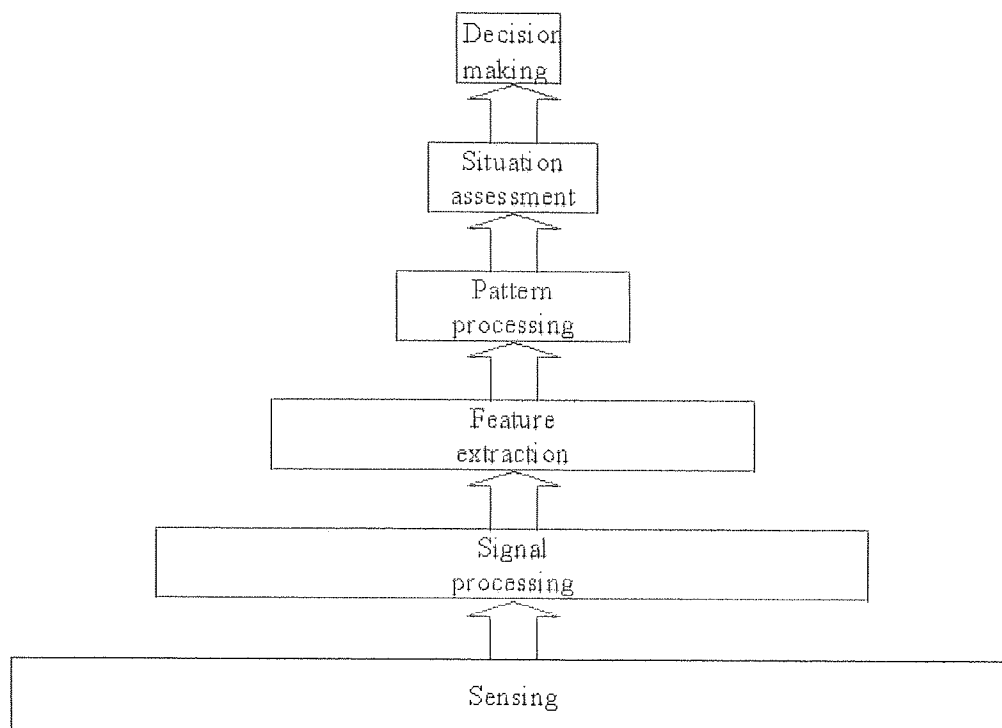 Decision
making
Situation
assessment
Pattern
processing
Feature
extraction
Signal
processing
Sensing